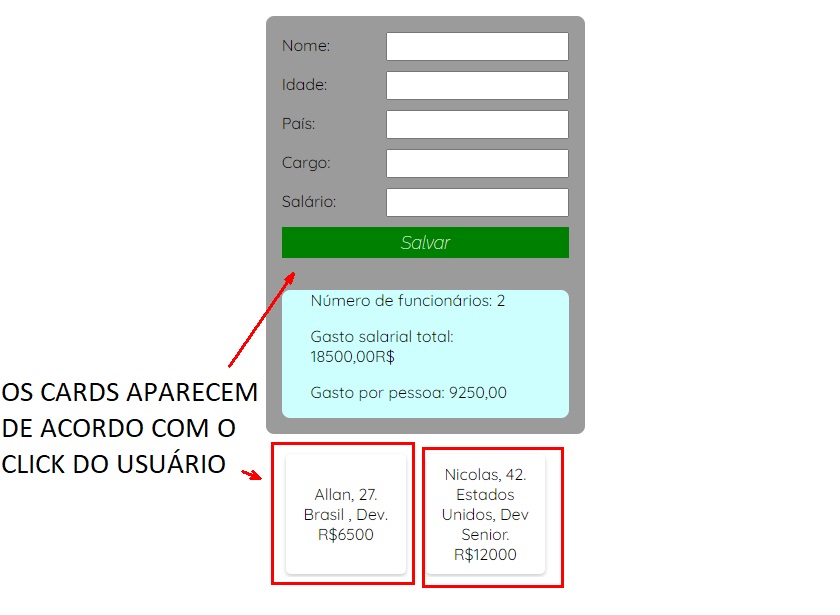 Nome:
Idade:
País:
Cargo:
Salário:
Salvar
Número de funcionários: 2
Gasto salarial total:
18500,00R$
Gasto por pessoa: 9250,00
OS CARDS APARECEM
DE ACORDO COM O
CLICK DO USUÁRIO
Allan, 27.
Brasil , Dev.
R$6500
Nicolas, 42.
Estados
Unidos, Dev
Senior.
R$12000